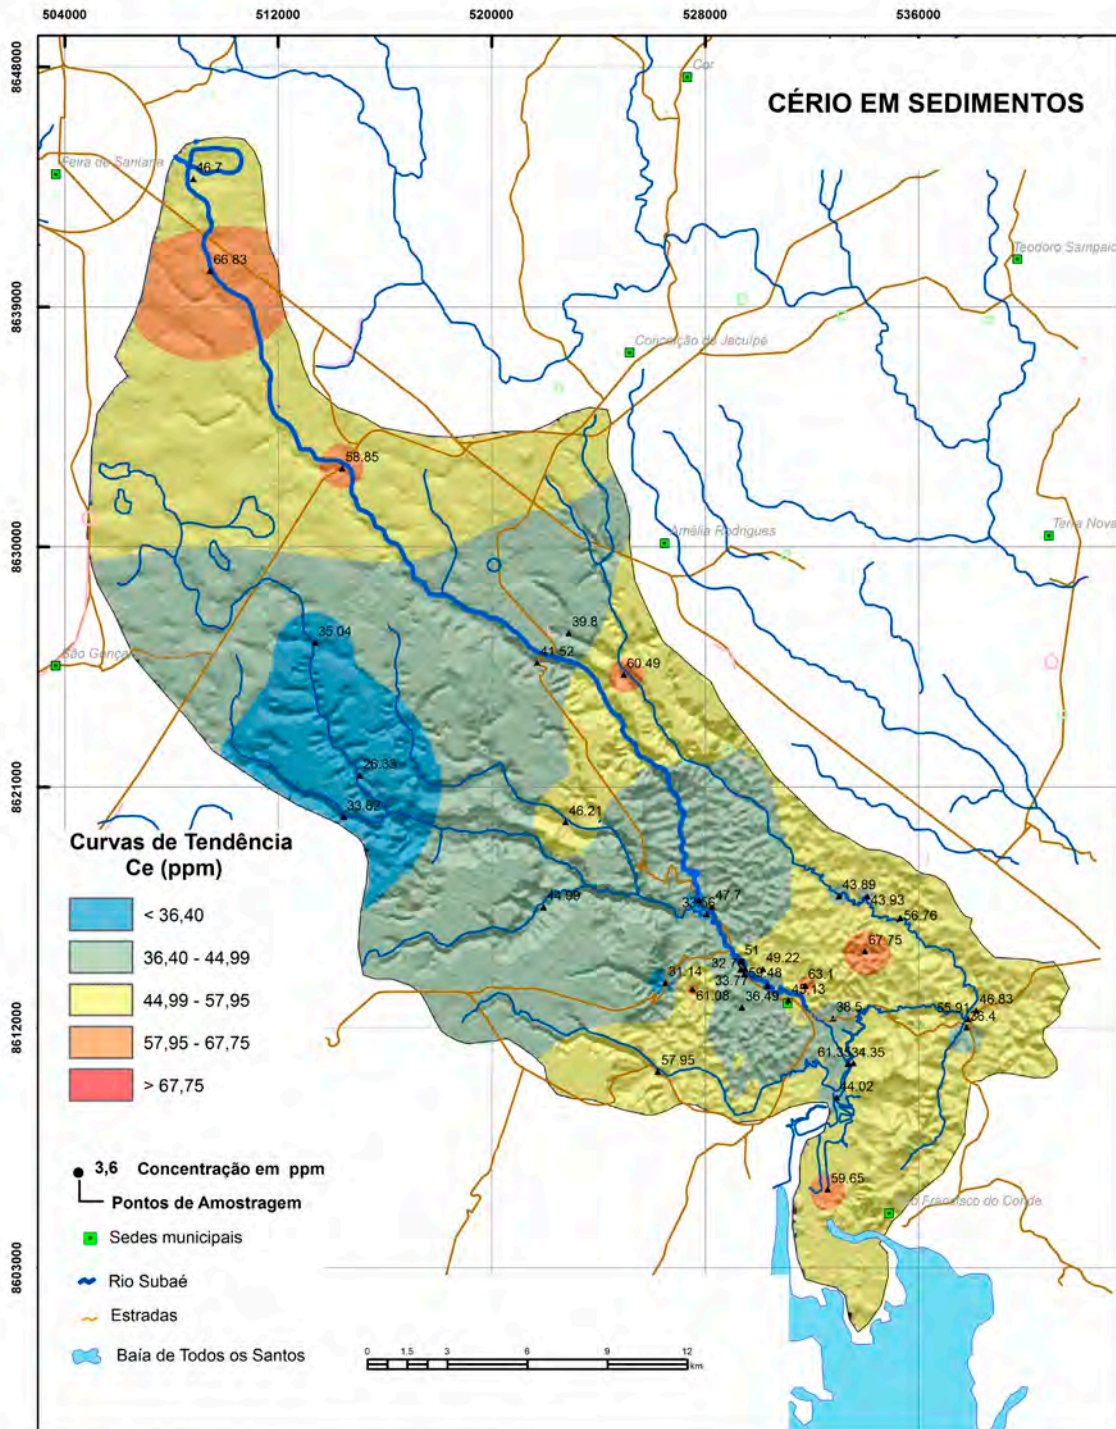 504000 512000 520000 528000 536000
8648000
8639000
8630000
8621000
8612000
8603000
CÉRIO EM SEDIMENTOS
Cor
Feira de Santana
Teodoro Sampaio
Conceição do Jacuípe
Amélia Rodrigues
Terra Nova
São Gonçal
Francisco do Conde
46.7
66.83
58.85
39.8
41.52
35.04
60.49
26.33
33.82
46.21
44.99
47.7
43.89
43.93
56.76
67.75
51
49.22
33.77
36.49
63.1
31.14
61.08
38.5
55.91
46.83
57.95
34.35
44.02
59.65
Curvas de Tendência
Ce (ppm)
< 36,40
36,40 - 44,99
44,99 - 57,95
57,95 - 67,75
> 67,75
3,6 Concentração em ppm
Pontos de Amostragem
Sedes municipais
Rio Subaé
Estradas
Baía de Todos os Santos
0 1.5 3 6 9 12
km